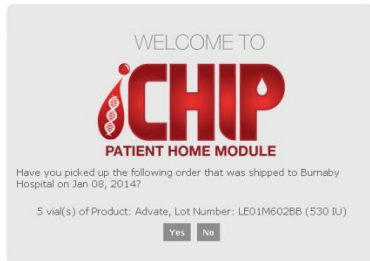 WELCOME TO
iCHIP
PATIENT HOME MODULE
Have you picked up the following order that was shipped to Burnaby
Hospital on Jan 08, 2014?
5 vial(s) of Product: Advate, Lot Number: LE01M602BB (530 IU)
Yes No